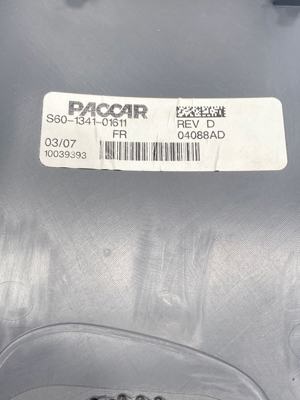 PACCAR
S60-1341-01611 REV D
FR 04088AD
03/07
10039393